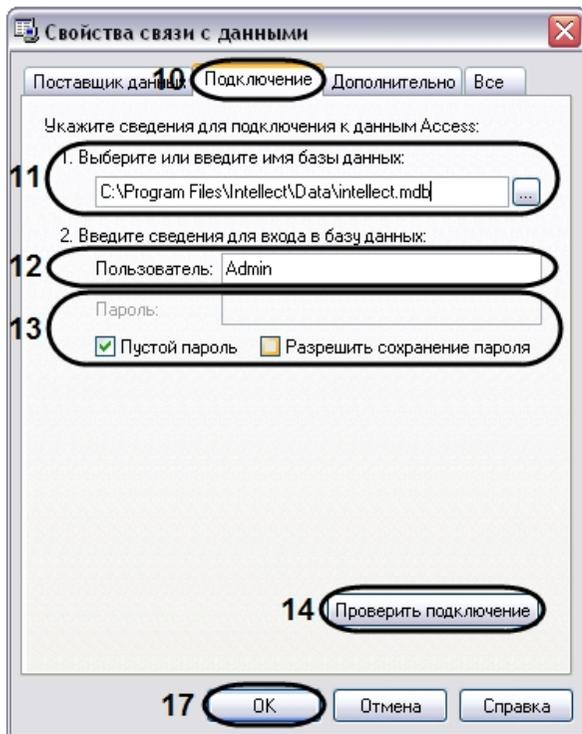 Свойства связи с данными
Поставщик данных 10 Подключение Дополнительно Все
Укажите сведения для подключения к данным Access:
1. Выберите или введите имя базы данных:
11
C:\Program Files\Intellect\Data\intellect.mdb ...
2. Введите сведения для входа в базу данных:
12 Пользователь: Admin
Пароль:
13
Пустой пароль Разрешить сохранение пароля
14 Проверить подключение
17 OK Отмена Справка